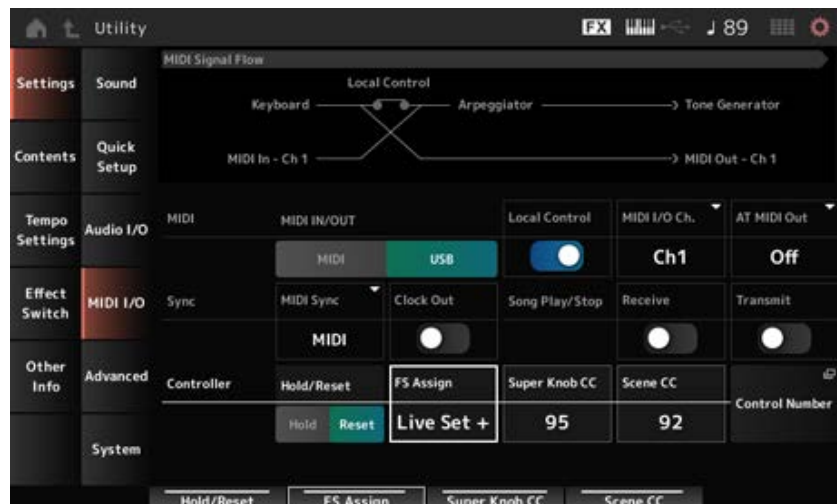 Utility FX 89
MIDI Signal Flow
Settings Sound
Local Control
Keyboard Arpeggiator Tone Generator
Contents Quick Setup
MIDI In - Ch 1 MIDI Out - Ch 1
Tempo Settings Audio I/O MIDI MIDI IN/OUT Local Control MIDI I/O Ch. AT MIDI Out
MIDI USB Ch1 Off
Effect Switch MIDI I/O Sync MIDI Sync Clock Out Song Play/Stop Receive Transmit
MIDI
Other Info Advanced Controller Hold/Reset FS Assign Super Knob CC Scene CC Control Number
Hold Reset Live Set + 95 92
System
Hold/Reset FS Assign Super Knob CC Scene CC